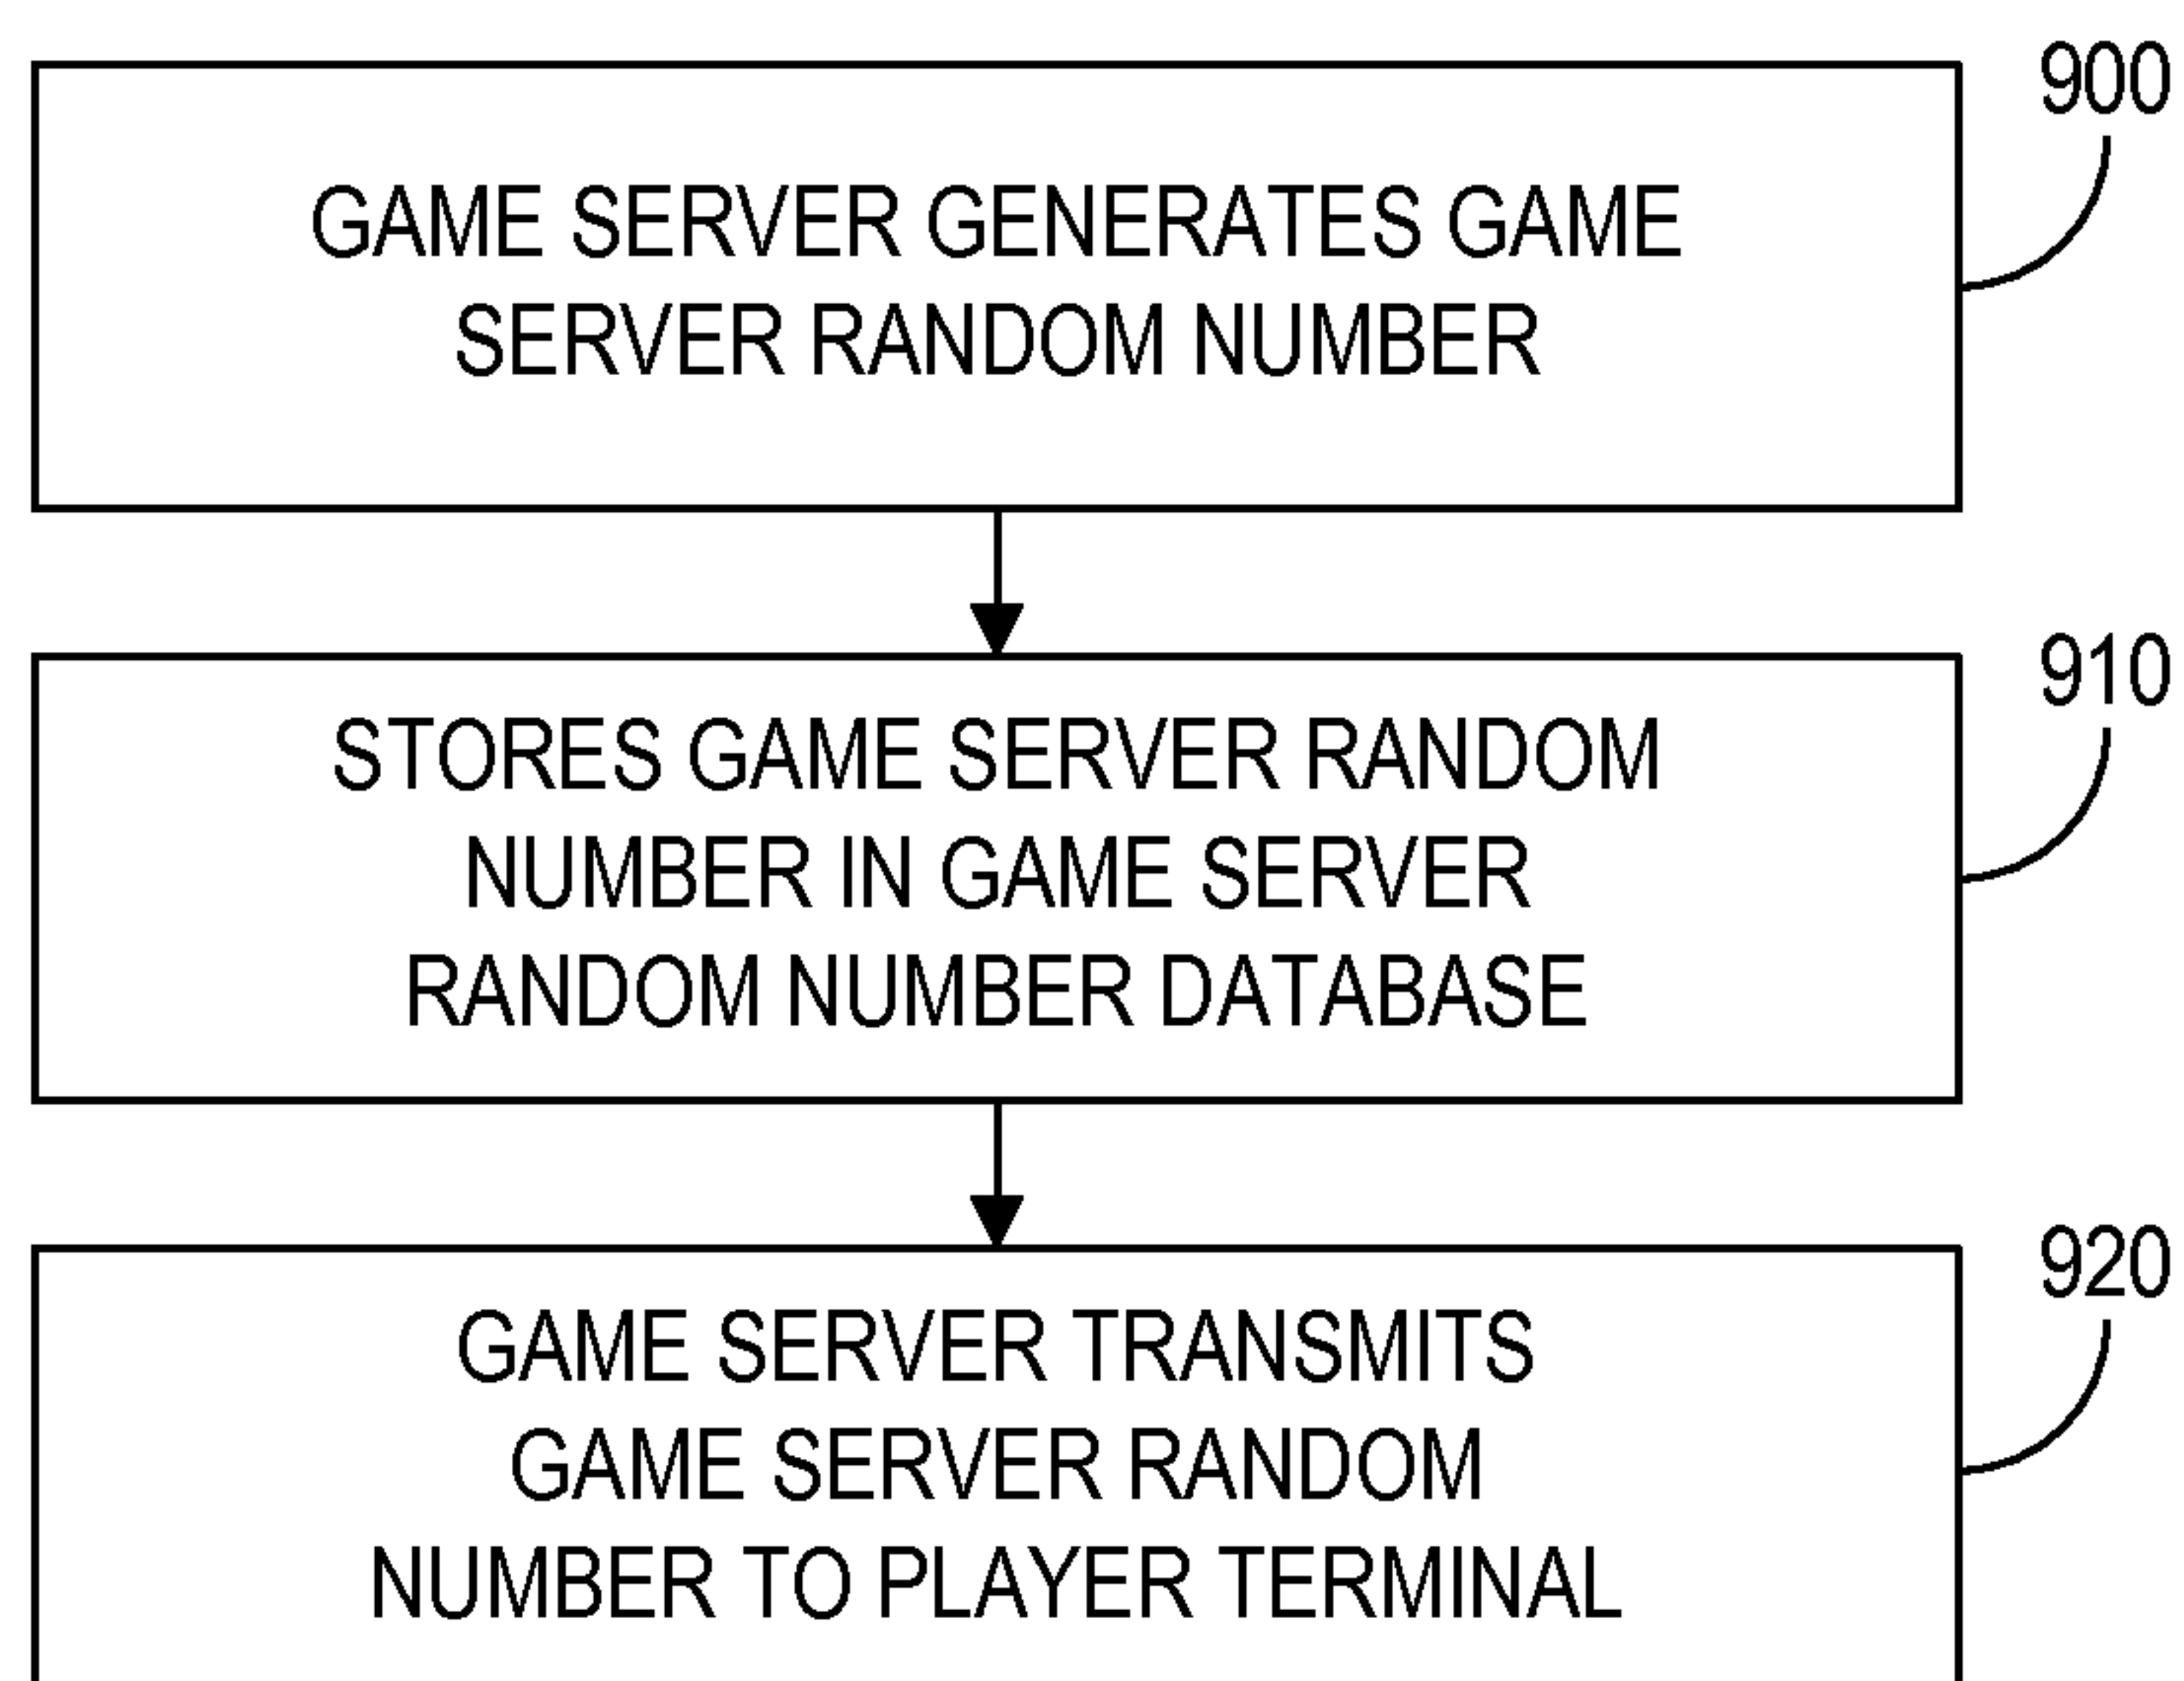 900
GAME SERVER GENERATES GAME
SERVER RANDOM NUMBER
910
STORES GAME SERVER RANDOM
NUMBER IN GAME SERVER
RANDOM NUMBER DATABASE
920
GAME SERVER TRANSMITS
GAME SERVER RANDOM
NUMBER TO PLAYER TERMINAL